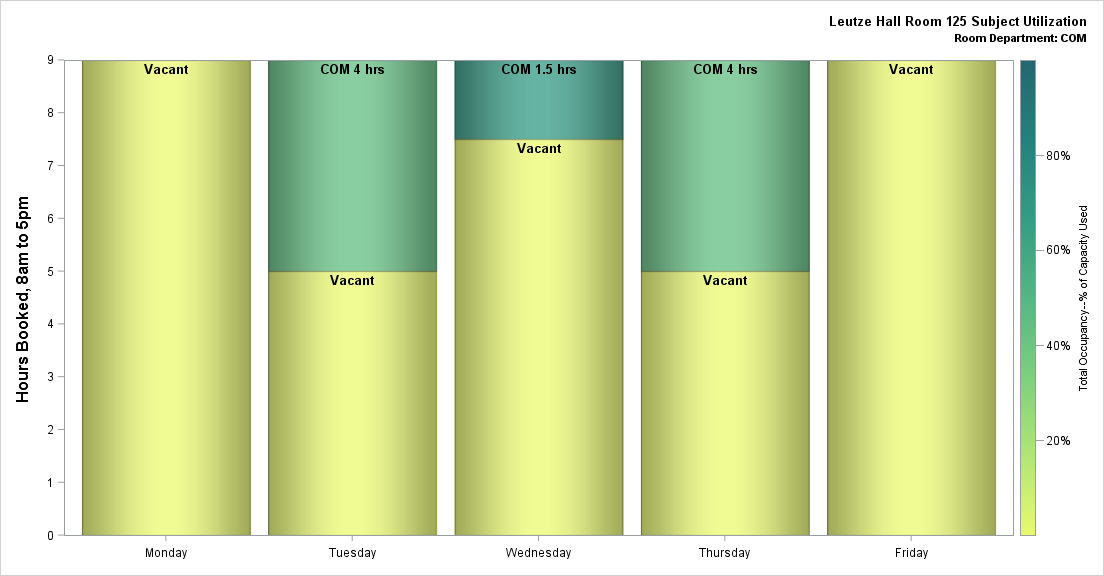 Leutze Hall Room 125 Subject Utilization
Room Department: COM
Hours Booked, 8am to 5pm
9
8
7
6
5
4
3
2
1
0
Vacant
COM 4 hrs
COM 1.5 hrs
COM 4 hrs
Vacant
Vacant
Vacant
Vacant
Monday
Tuesday
Wednesday
Thursday
Friday
80%
60%
40%
20%
Total Occupancy--% of Capacity Used